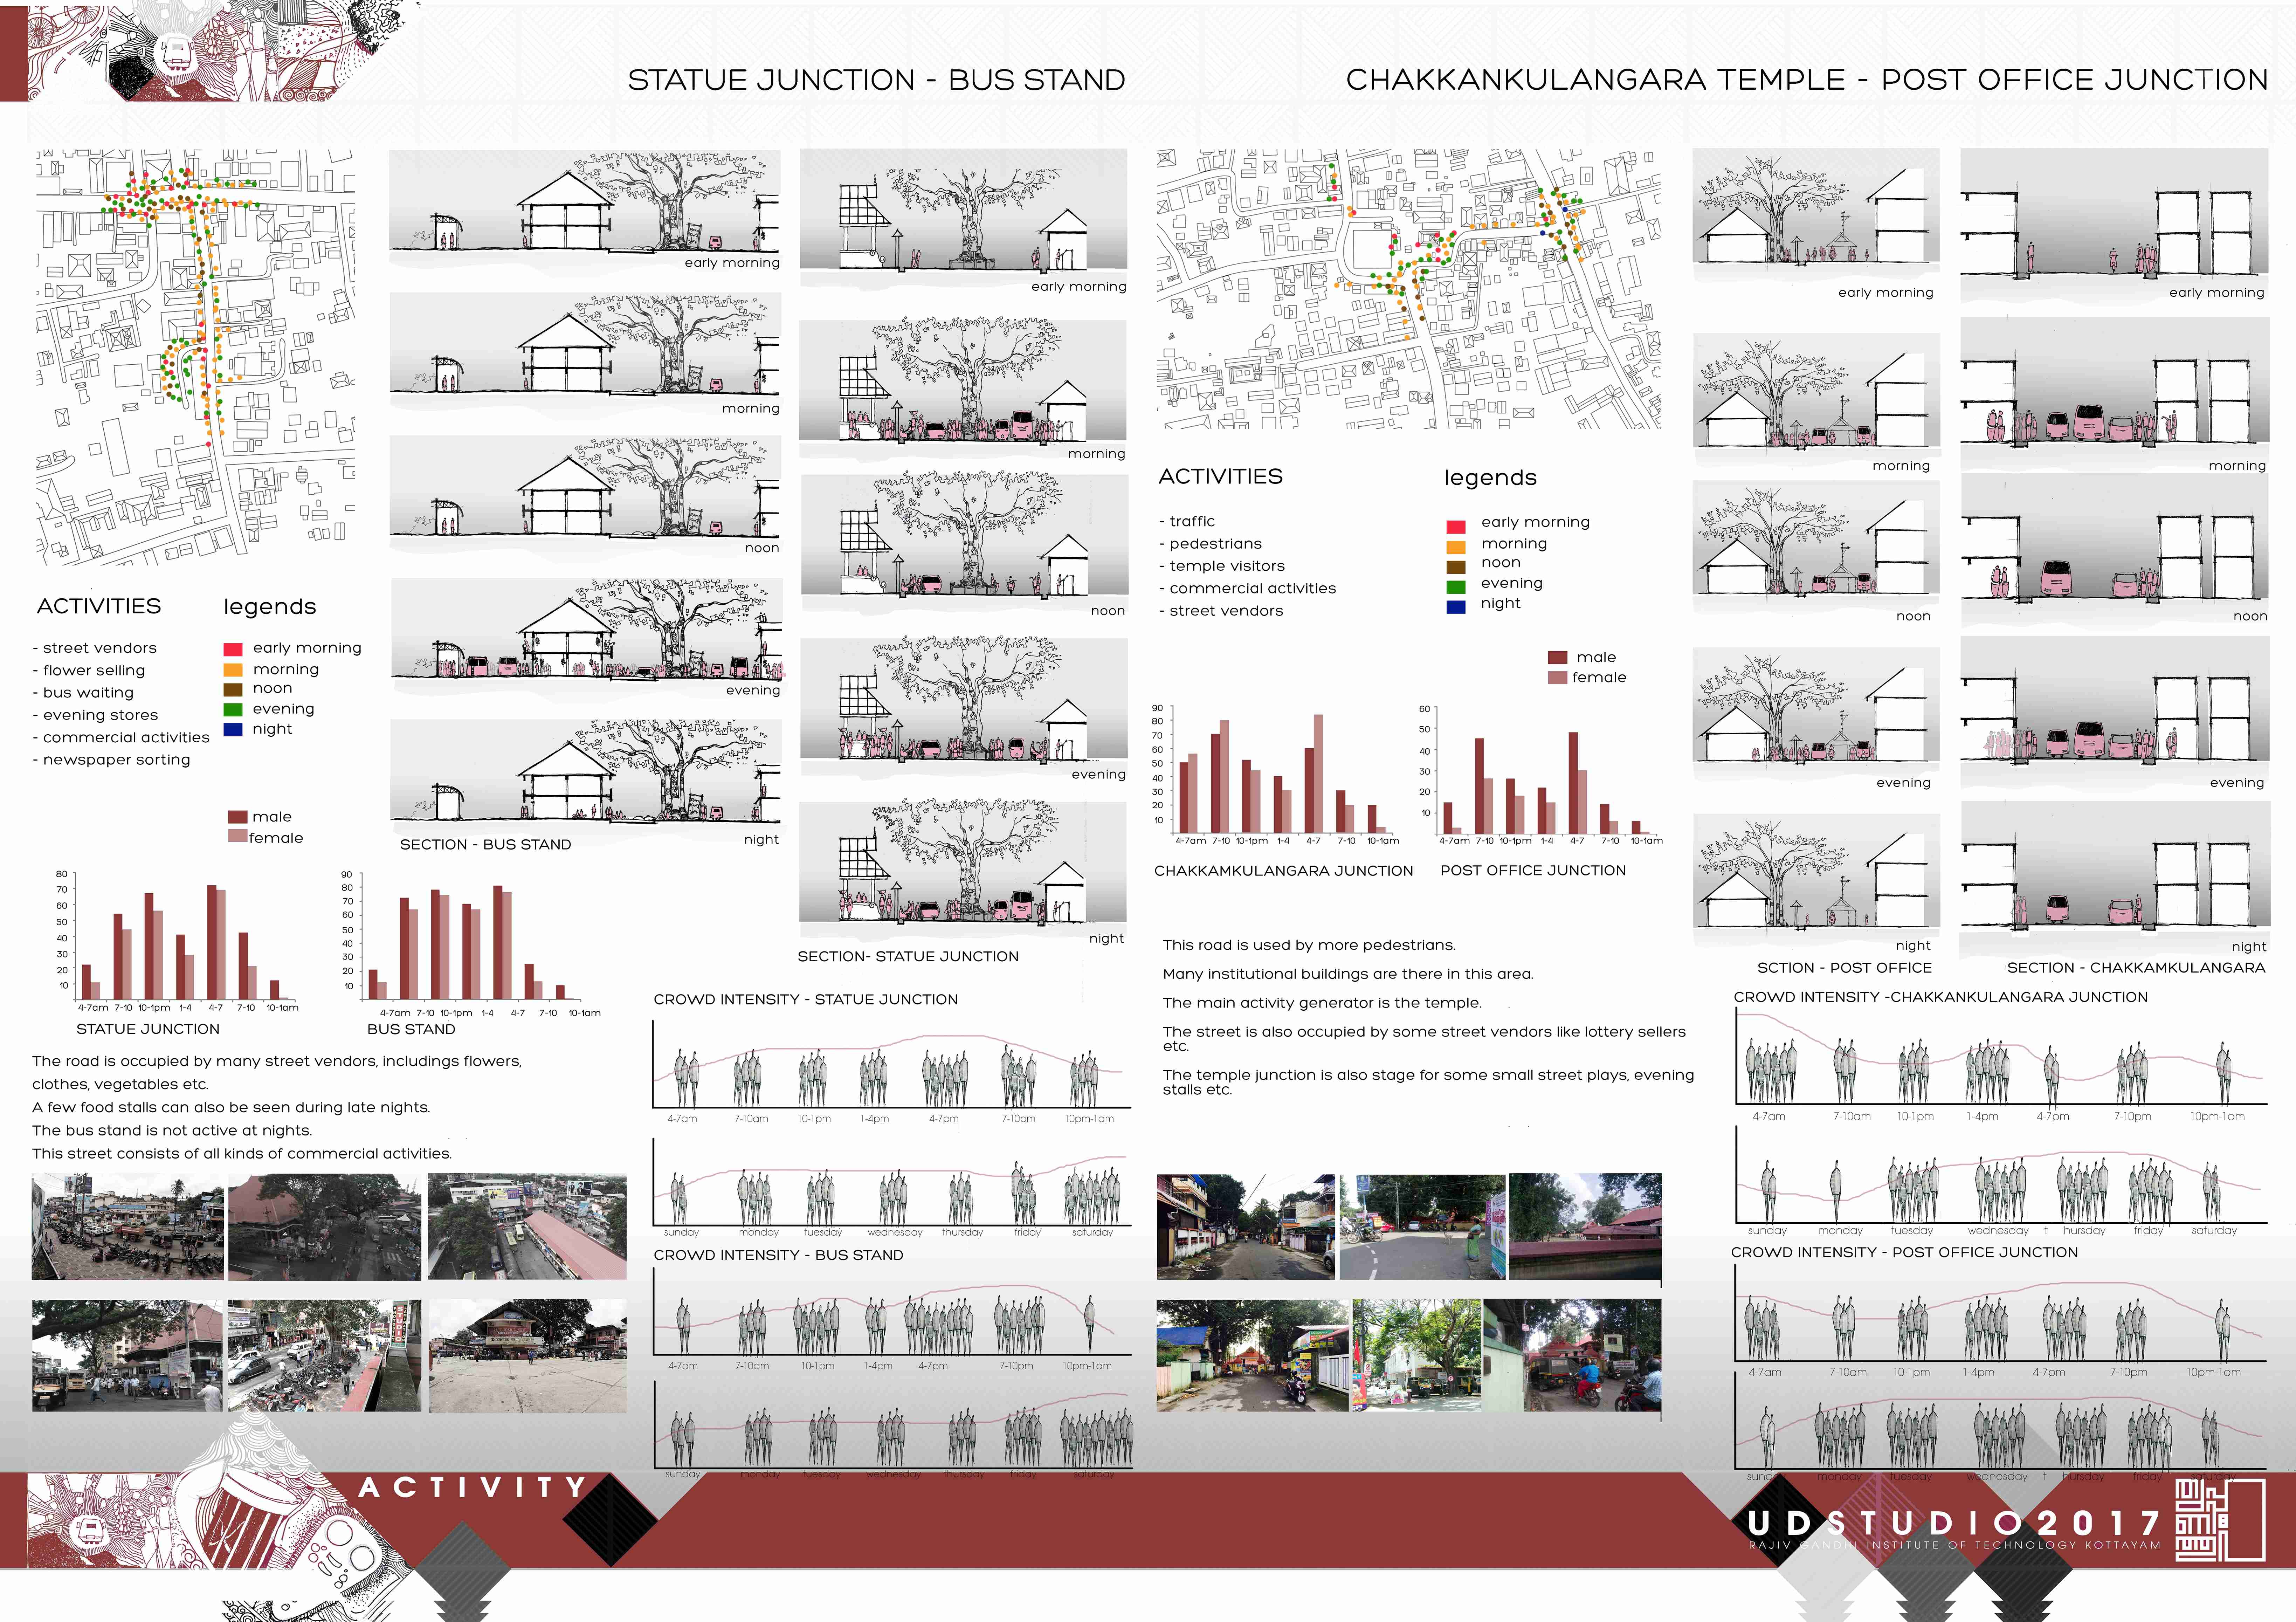 STATUE JUNCTION - BUS STAND
CHAKKANKULANGARA TEMPLE - POST OFFICE JUNCTION
early morning
morning
noon
evening
night
SECTION - BUS STAND
early morning
morning
noon
evening
night
SECTION- STATUE JUNCTION
ACTIVITIES
- street vendors
- flower selling
- bus waiting
- evening stores
- commercial activities
- newspaper sorting
legends
early morning
morning
noon
evening
night
male
female
80
70
60
50
40
30
20
10
4-7am 7-10 10-1pm 1-4 4-7 7-10 10-1am
STATUE JUNCTION
90
80
70
60
50
40
30
20
10
4-7am 7-10 10-1pm 1-4 4-7 7-10 10-1am
BUS STAND
The road is occupied by many street vendors, includings flowers,
clothes, vegetables etc.
A few food stalls can also be seen during late nights.
The bus stand is not active at nights.
This street consists of all kinds of commercial activities.
CROWD INTENSITY - STATUE JUNCTION
4-7am 7-10am 10-1pm 1-4pm 4-7pm 7-10pm 10pm-1am
sunday monday tuesday wednesday thursday friday saturday
CROWD INTENSITY - BUS STAND
4-7am 7-10am 10-1pm 1-4pm 4-7pm 7-10pm 10pm-1am
sunday monday tuesday wednesday thursday friday saturday
ACTIVITIES
- traffic
- pedestrians
- temple visitors
- commercial activities
- street vendors
legends
early morning
morning
noon
evening
night
male
female
90
80
70
60
50
40
30
20
10
4-7am 7-10 10-1pm 1-4 4-7 7-10 10-1am
CHAKKAMKULANGARA JUNCTION
60
50
40
30
20
10
4-7am 7-10 10-1pm 1-4 4-7 7-10 10-1am
POST OFFICE JUNCTION
This road is used by more pedestrians.
Many institutional buildings are there in this area.
The main activity generator is the temple.
The street is also occupied by some street vendors like lottery sellers
etc.
The temple junction is also stage for some small street plays, evening
stalls etc.
early morning
morning
noon
evening
night
SCTION - POST OFFICE
early morning
morning
noon
evening
night
SECTION - CHAKKAMKULANGARA
CROWD INTENSITY -CHAKKANKULANGARA JUNCTION
4-7am 7-10am 10-1pm 1-4pm 4-7pm 7-10pm 10pm-1am
sunday monday tuesday wednesday t hursday friday saturday
CROWD INTENSITY - POST OFFICE JUNCTION
4-7am 7-10am 10-1pm 1-4pm 4-7pm 7-10pm 10pm-1am
sunday monday tuesday wednesday t hursday friday saturday
ACTIVITY
UDSTUDIO2017
RAJIV GANDHI INSTITUTE OF TECHNOLOGY KOTTAYAM